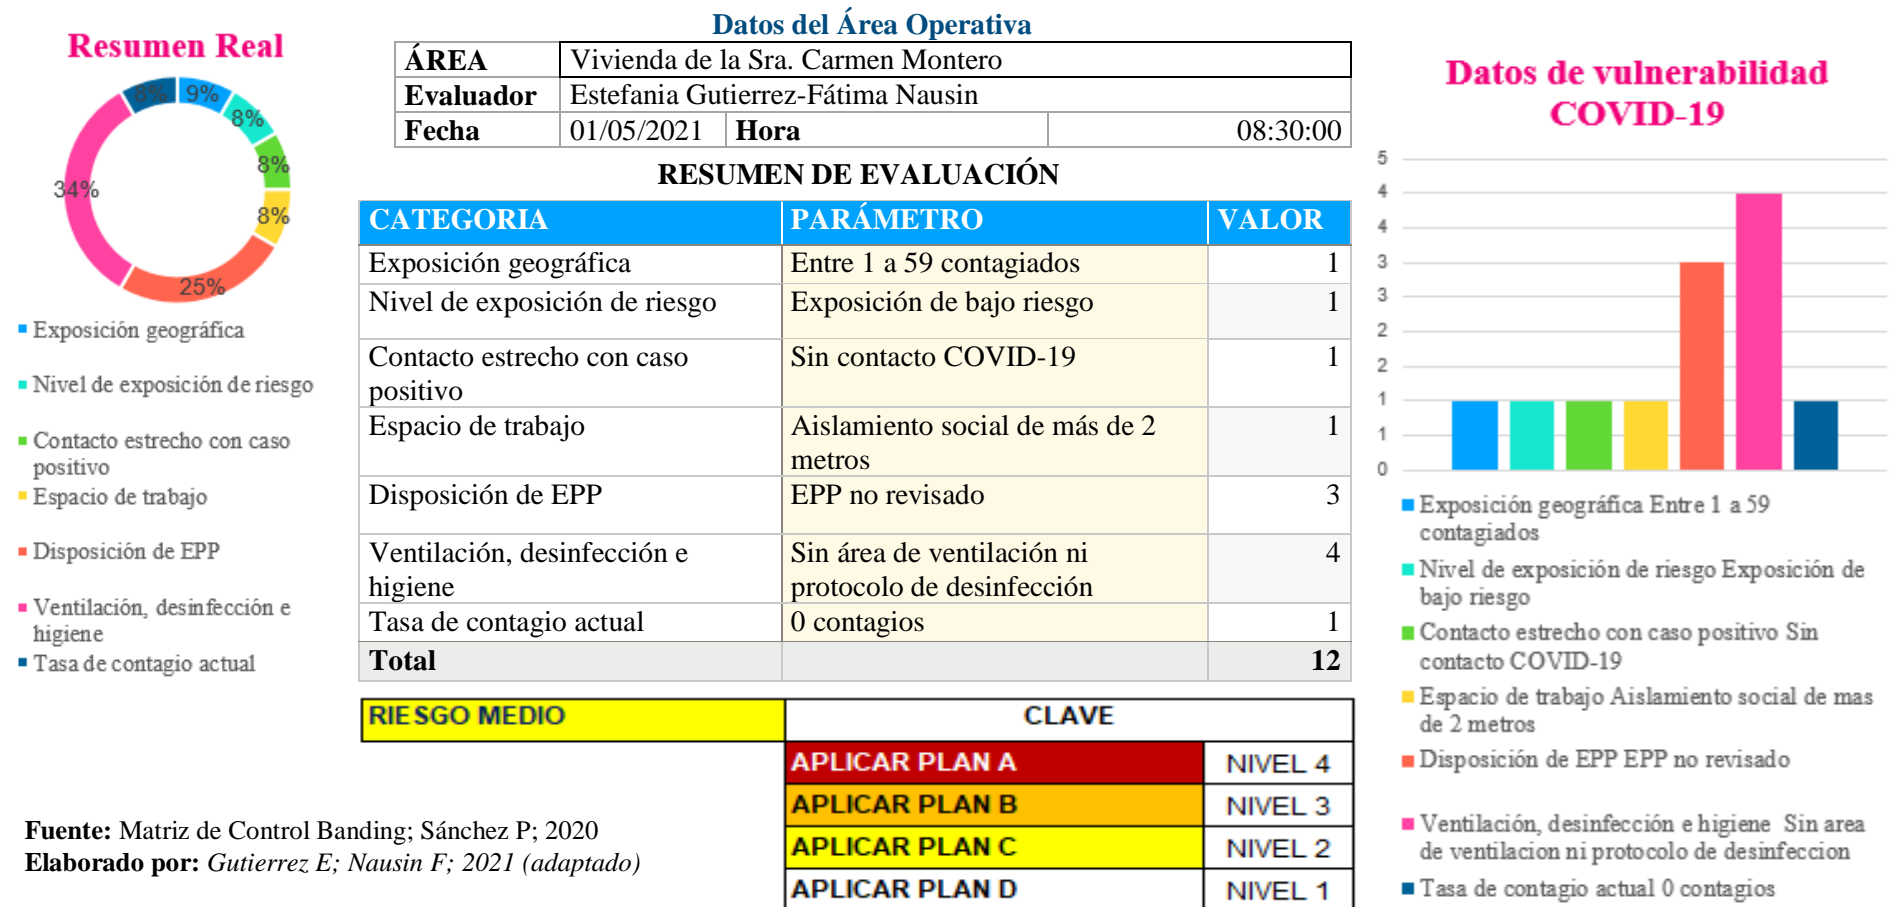 Resumen Real
8%
9%
8%
8%
34%
8%
25%
Exposición geográfica
Nivel de exposición de riesgo
Contacto estrecho con caso
positivo
Espacio de trabajo
Disposición de EPP
Ventilación, desinfección e
higiene
Tasa de contagio actual
Datos del Área Operativa
ÁREA Vivienda de la Sra. Carmen Montero
Evaluador Estefania Gutierrez-Fátima Nausin
Fecha 01/05/2021 Hora 08:30:00
RESUMEN DE EVALUACIÓN
CATEGORIA PARÁMETRO VALOR
Exposición geográfica Entre 1 a 59 contagiados 1
Nivel de exposición de riesgo Exposición de bajo riesgo 1
Contacto estrecho con caso Sin contacto COVID-19 1
positivo
Espacio de trabajo Aislamiento social de más de 2 1
metros
Disposición de EPP EPP no revisado 3
Ventilación, desinfección e Sin área de ventilación ni 4
higiene protocolo de desinfección
Tasa de contagio actual 0 contagios 1
Total 12
RIESGO MEDIO CLAVE
APLICAR PLAN A NIVEL 4
APLICAR PLAN B NIVEL 3
APLICAR PLAN C NIVEL 2
APLICAR PLAN D NIVEL 1
Fuente: Matriz de Control Banding; Sánchez P; 2020
Elaborado por: Gutierrez E; Nausin F; 2021 (adaptado)
Datos de vulnerabilidad
COVID-19
5
4
4
3
3
2
2
1
1
0
Exposición geográfica Entre 1 a 59
contagiados
Nivel de exposición de riesgo Exposición de
bajo riesgo
Contacto estrecho con caso positivo Sin
contacto COVID-19
Espacio de trabajo Aislamiento social de mas
de 2 metros
Disposición de EPP EPP no revisado
Ventilación, desinfección e higiene Sin area
de ventilacion ni protocolo de desinfeccion
Tasa de contagio actual 0 contagios